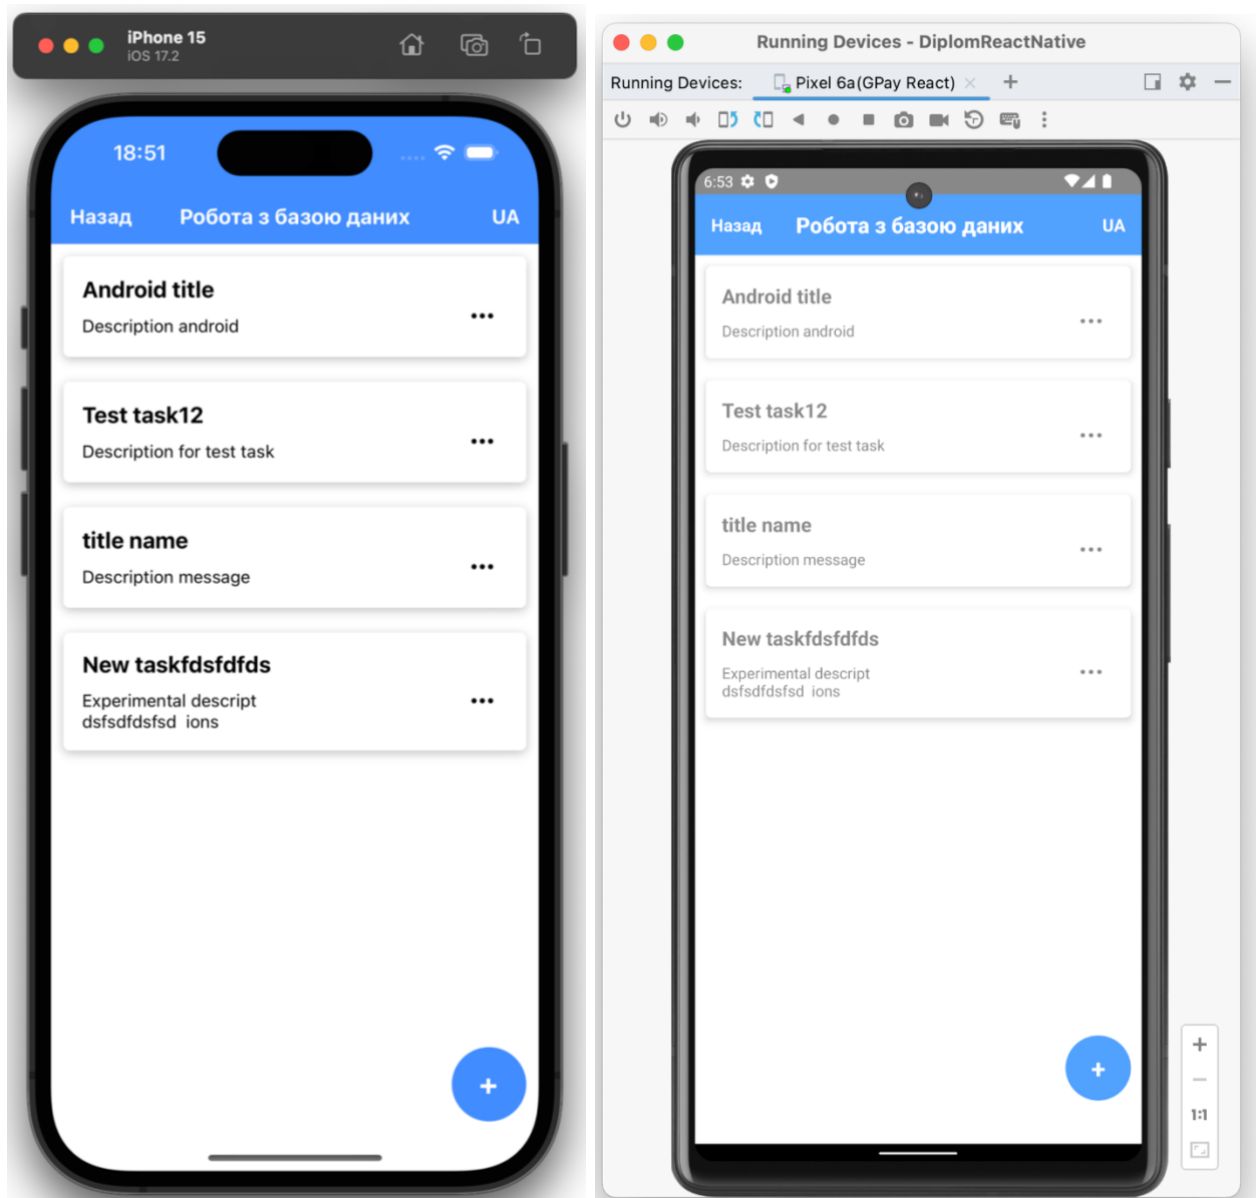 iPhone 15
iOS 17.2
18:51
Назад Робота з базою даних UA
Android title
Description android
Test task12
Description for test task
title name
Description message
New taskfdsfdfds
Experimental descript
dsfsdfdsfsd ions
+
Running Devices - DiplomReactNative
Running Devices: Pixel 6a(GPay React) × +
6:53
Назад Робота з базою даних UA
Android title
Description android
Test task12
Description for test task
title name
Description message
New taskfdsfdfds
Experimental descript
dsfsdfdsfsd ions
+
+
−
1:1